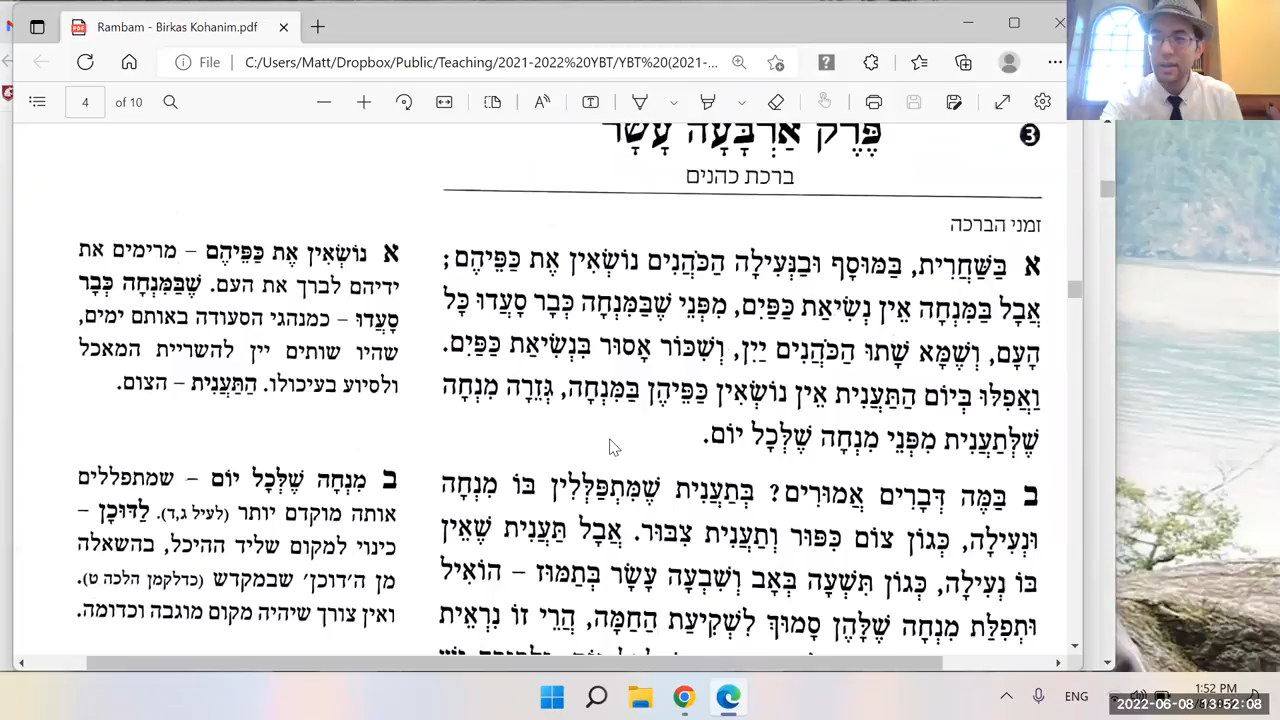 Rambam - Birkas Kohanim.pdf
File
C:/Users/Matt/Dropbox/Public/Teaching/2021-2022%20YBT/YBT%20(2021-...
4
of 10
3
פֶּרֶק אַרְבָּעָה עָשָׂר
ברכת כהנים
זמני הברכה
א בַּשַּׁחֲרִית, בַּמּוּסָף וּבַנְּעִילָה הַכֹּהֲנִים נוֹשְׂאִין אֶת כַּפֵּיהֶם;
אֲבָל בַּמִּנְחָה אֵין נְשִׂיאַת כַּפַּיִם, מִפְּנֵי שֶׁבַּמִּנְחָה כְּבָר סָעֲדוּ כָּל
הָעָם, וְשֶׁמָּא שָׁתוּ הַכֹּהֲנִים יַיִן, וְשִׁכּוֹר אָסוּר בִּנְשִׂיאַת כַּפַּיִם.
וַאֲפִלּוּ בְּיוֹם הַתַּעֲנִית אֵין נוֹשְׂאִין כַּפֵּיהֶן בַּמִּנְחָה, גְּזֵרָה מִנְחָה
שֶׁלְּתַעֲנִית מִפְּנֵי מִנְחָה שֶׁלְּכָל יוֹם.
ב בַּמֶּה דְּבָרִים אֲמוּרִים? בְּתַעֲנִית שֶׁמִּתְפַּלְּלִין בּוֹ מִנְחָה
וּנְעִילָה, כְּגוֹן צוֹם כִּפּוּר וְתַעֲנִית צִבּוּר. אֲבָל תַּעֲנִית שֶׁאֵין
בּוֹ נְעִילָה, כְּגוֹן תִּשְׁעָה בְּאָב וְשִׁבְעָה עָשָׂר בְּתַמּוּז – הוֹאִיל
וּתְפִלַּת מִנְחָה שֶׁלָּהֶן סָמוּךְ לִשְׁקִיעַת הַחַמָּה, הֲרֵי זוֹ נִרְאֵית
א נוֹשְׂאִין אֶת כַּפֵּיהֶם – מרימים את
ידיהם לברך את העם. שֶׁבַּמִּנְחָה כְּבָר
סָעֲדוּ – כמנהגי הסעודה באותם ימים,
שהיו שותים יין להשריית המאכל
ולסיוע בעיכולו. הַתַּעֲנִית – הצום.
ב מִנְחָה שֶׁלְּכָל יוֹם – שמתפללים
אותה מוקדם יותר (לעיל ג,ד). לַדּוּכָן –
כינוי למקום שליד ההיכל, בהשאלה
מן ה'דוכן' שבמקדש (כדלקמן הלכה ט).
ואין צורך שיהיה מקום מוגבה וכדומה.
ENG
1:52 PM
2022-06-08 13:52:08